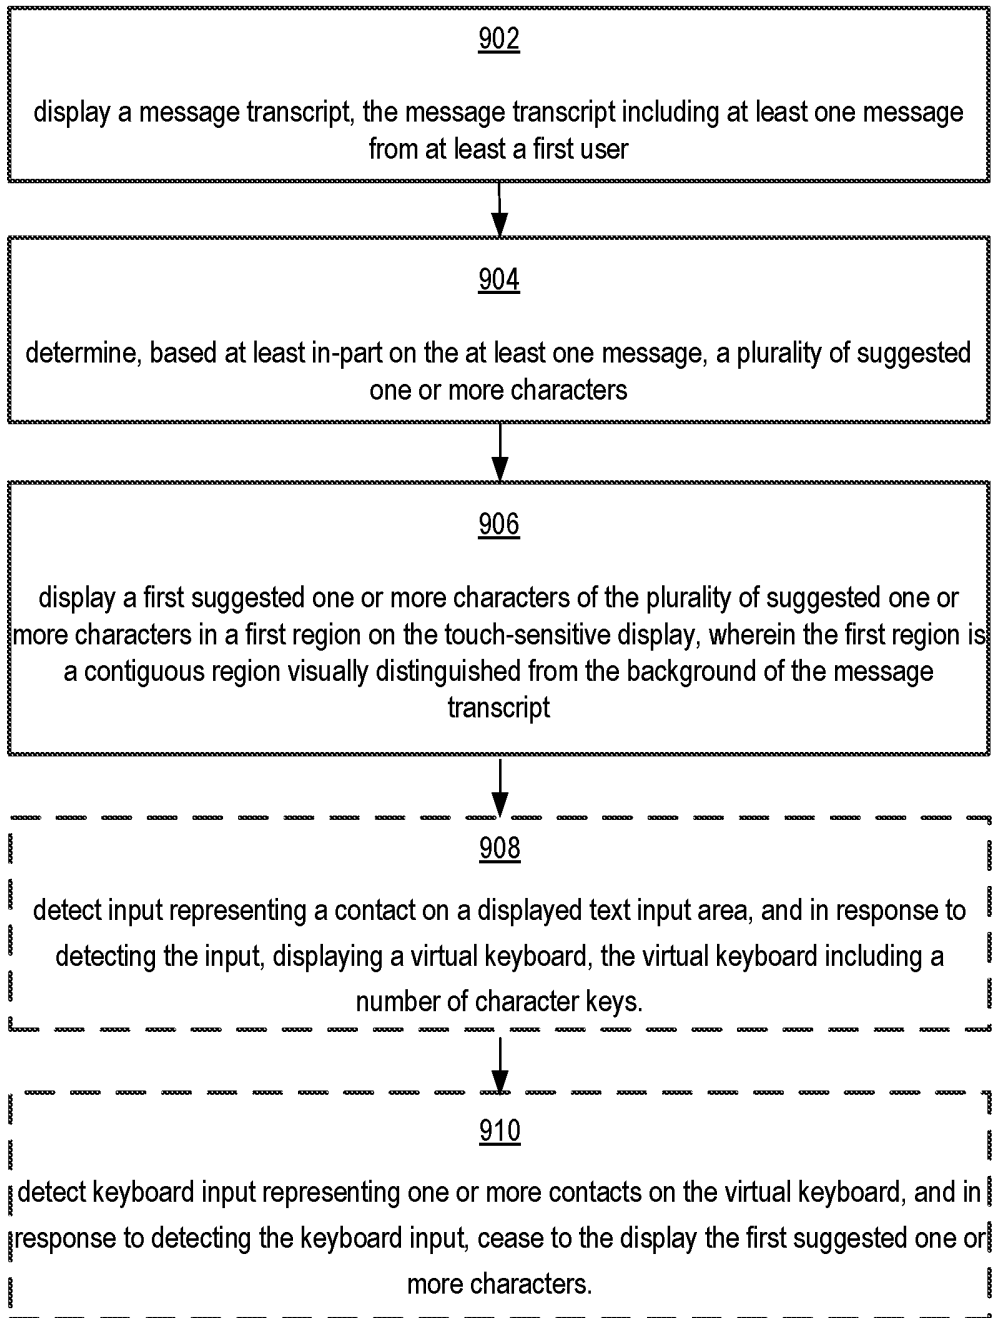 902
display a message transcript, the message transcript including at least one message
from at least a first user
904
determine, based at least in-part on the at least one message, a plurality of suggested
one or more characters
906
display a first suggested one or more characters of the plurality of suggested one or
more characters in a first region on the touch-sensitive display, wherein the first region is
a contiguous region visually distinguished from the background of the message
transcript
908
detect input representing a contact on a displayed text input area, and in response to
detecting the input, displaying a virtual keyboard, the virtual keyboard including a
number of character keys.
910
detect keyboard input representing one or more contacts on the virtual keyboard, and in
response to detecting the keyboard input, cease to the display the first suggested one or
more characters.